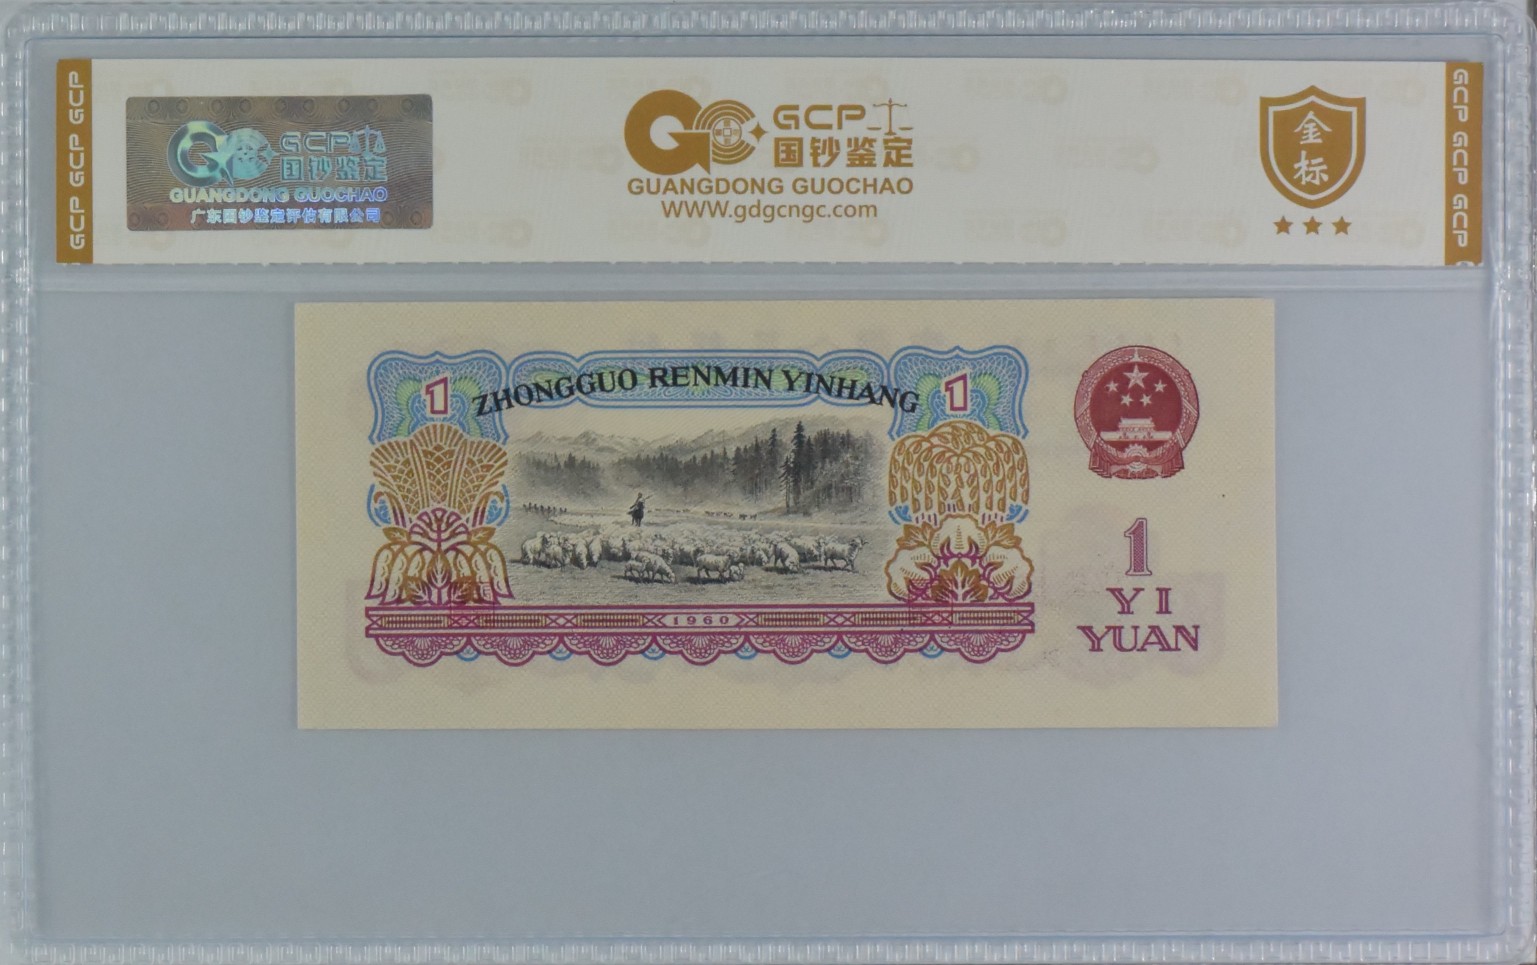 GCP GCP GCP
GCP
国钞鉴定
GUANGDONG GUOCHAO
广东国钞鉴定评估有限公司
GCP
国钞鉴定
GUANGDONG GUOCHAO
WWW.gdgcngc.com
金
标
GCP GCP GCP
1
ZHONGGUO RENMIN YINHANG
1
1960
1
YI
YUAN